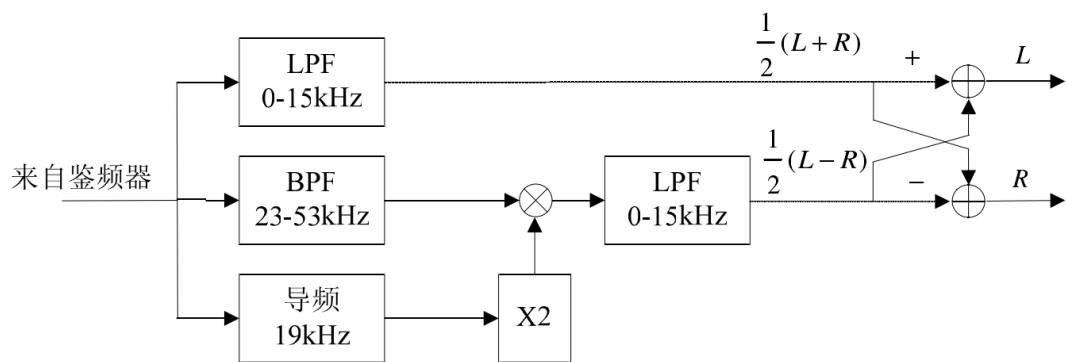 来自鉴频器
LPF
0-15kHz
1/2(L+R)
+
L
BPF
23-53kHz
LPF
0-15kHz
1/2(L−R)
−
R
导频
19kHz
X2